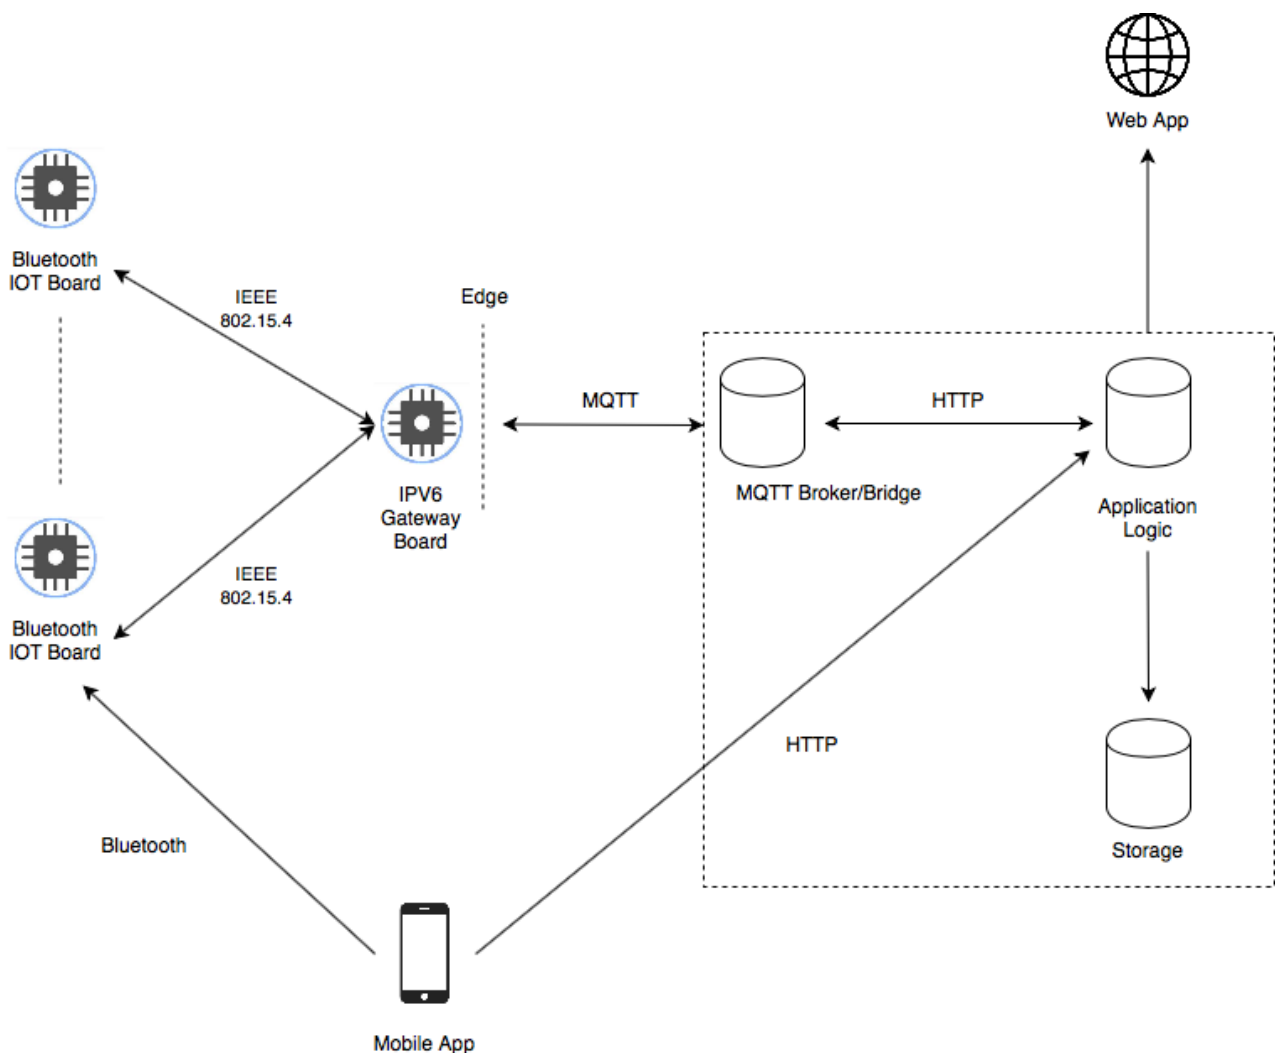 Web App
Bluetooth
IOT Board
IEEE
802.15.4
Edge
MQTT
HTTP
IPV6
Gateway
Board
MQTT Broker/Bridge
Application
Logic
IEEE
802.15.4
Bluetooth
IOT Board
HTTP
Bluetooth
Storage
Mobile App